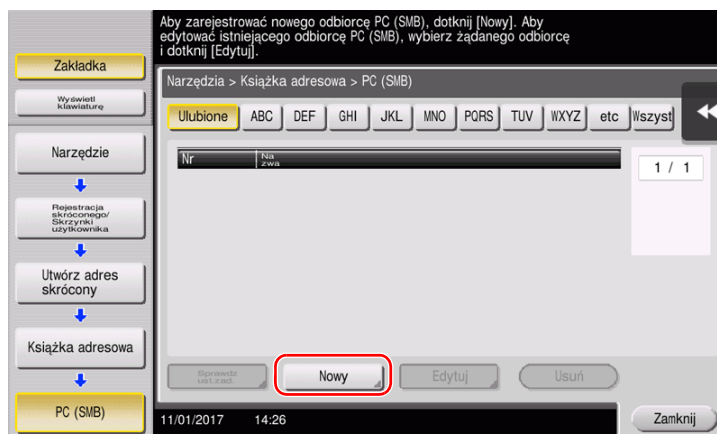 Aby zarejestrować nowego odbiorcę PC (SMB), dotknij [Nowy]. Aby
edytować istniejącego odbiorcę PC (SMB), wybierz żądanego odbiorcę
i dotknij [Edytuj].
Zakładka
Wyświetl
klawiaturę
Narzędzie
Rejestracja
skróconego/
Skrzynki
użytkownika
Utwórz adres
skrócony
Książka adresowa
PC (SMB)
Narzędzia > Książka adresowa > PC (SMB)
Ulubione ABC DEF GHI JKL MNO PQRS TUV WXYZ etc Wszyst
Nr Na
zwa
1 / 1
Sprawdź
ust.zad.
Nowy
Edytuj
Usuń
11/01/2017 14:26
Zamknij